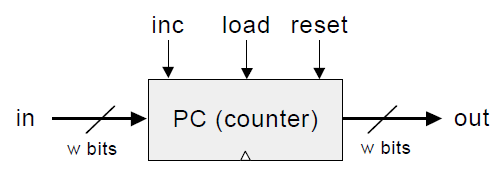 inc load reset
in PC (counter) out
w bits w bits